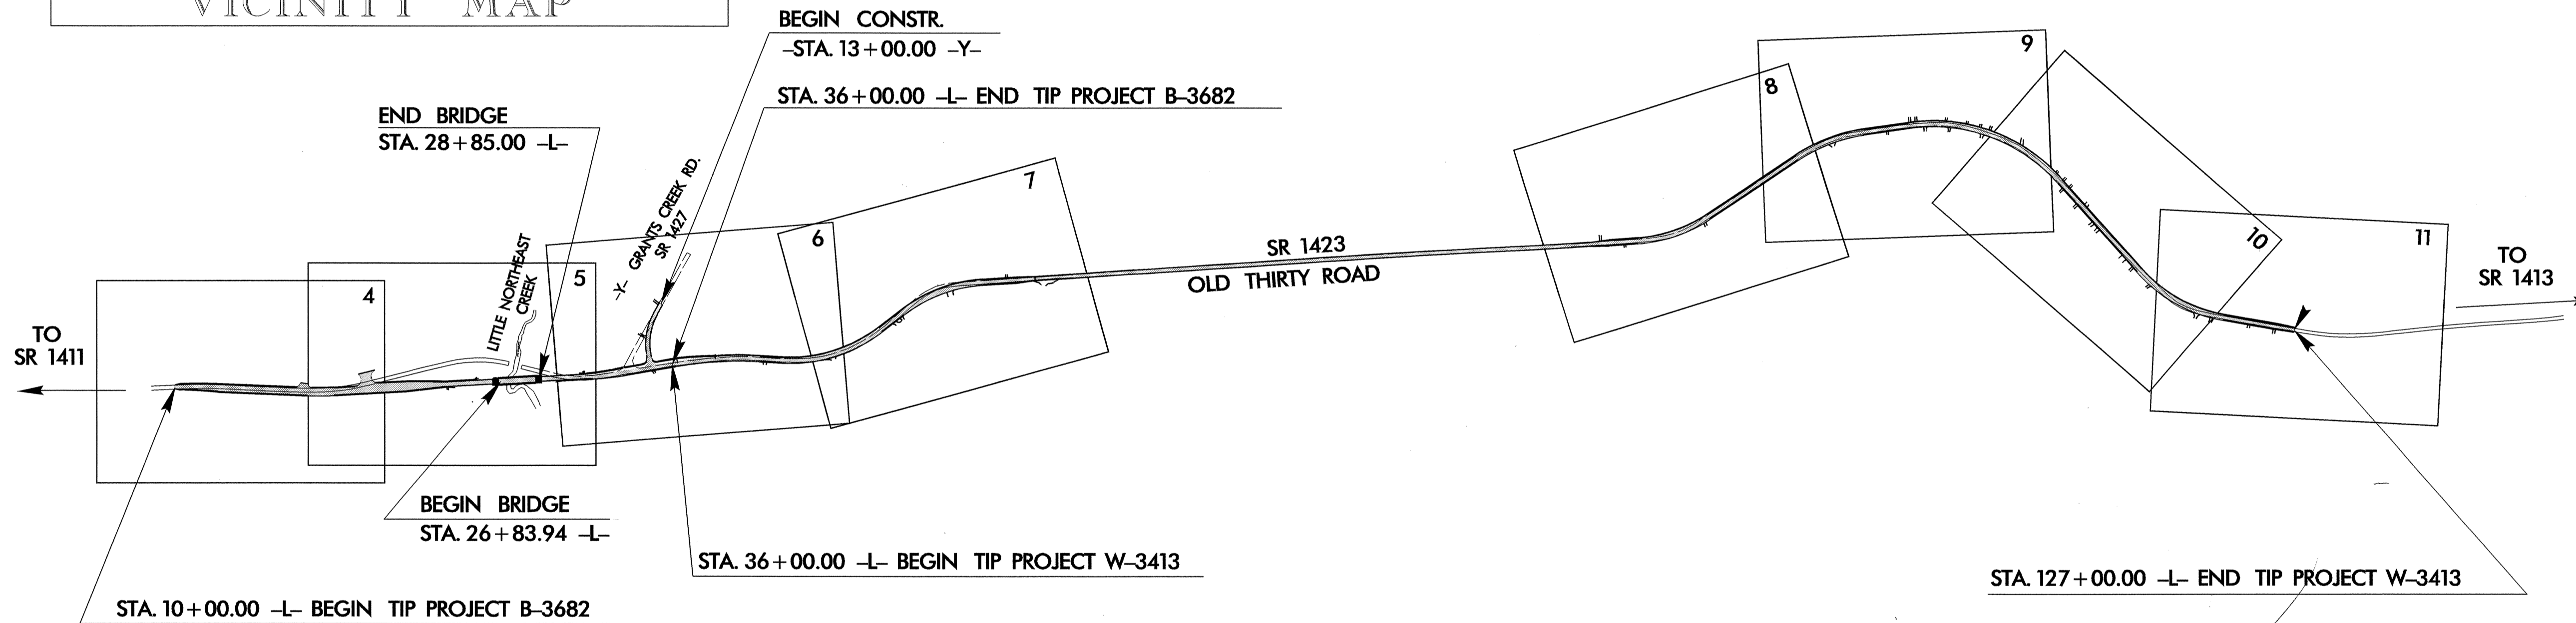 VICINITY MAP
BEGIN CONSTR.
–STA. 13+00.00 –Y–
STA. 36+00.00 –L– END TIP PROJECT B–3682
END BRIDGE
STA. 28+85.00 –L–
–Y– GRANTS CREEK RD.
SR 1427
LITTLE NORTHEAST
CREEK
4
5
6
7
8
9
10
11
TO
SR 1411
SR 1423
OLD THIRTY ROAD
TO
SR 1413
BEGIN BRIDGE
STA. 26+83.94 –L–
STA. 36+00.00 –L– BEGIN TIP PROJECT W–3413
STA. 10+00.00 –L– BEGIN TIP PROJECT B–3682
STA. 127+00.00 –L– END TIP PROJECT W–3413